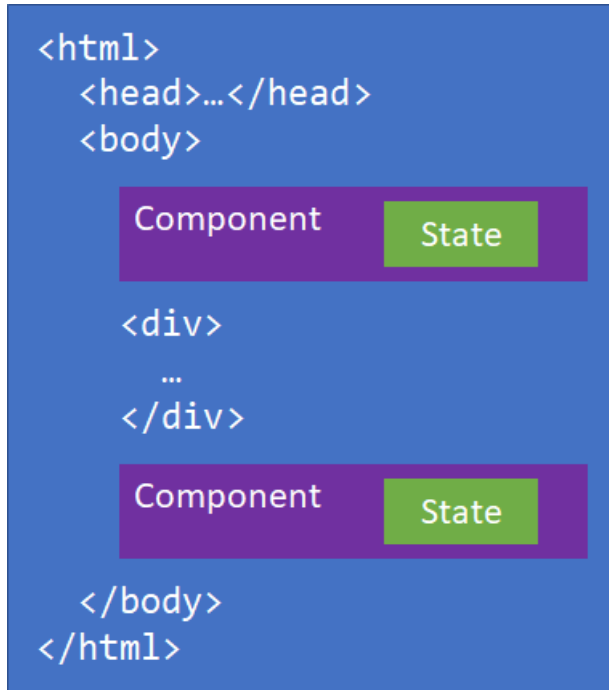 <html>
<head>…</head>
<body>
Component State
<div>
…
</div>
Component State
</body>
</html>